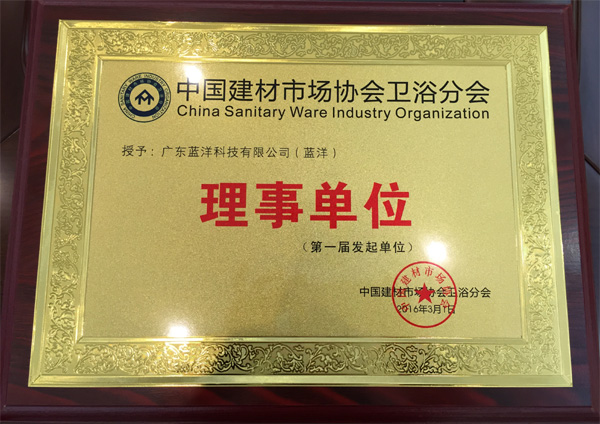 中国建材市场协会卫浴分会
China Sanitary Ware Industry Organization
授予：广东蓝洋科技有限公司（蓝洋）
理事单位
（第一届发起单位）
中国建材市场协会卫浴分会
2016年3月1日